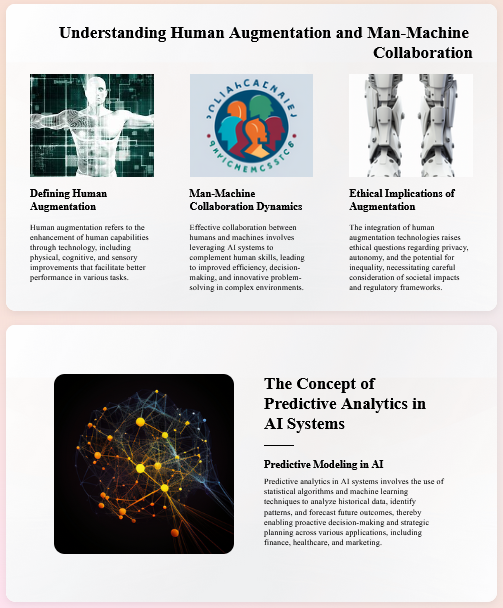 Understanding Human Augmentation and Man-Machine
Collaboration
Defining Human
Augmentation
Human augmentation refers to the
enhancement of human capabilities
through technology, including
physical, cognitive, and sensory
improvements that facilitate better
performance in various tasks.
Man-Machine
Collaboration Dynamics
Effective collaboration between
humans and machines involves
leveraging AI systems to
complement human skills, leading
to improved efficiency, decision-
making, and innovative problem-
solving in complex environments.
Ethical Implications of
Augmentation
The integration of human
augmentation technologies raises
ethical questions regarding privacy,
autonomy, and the potential for
inequality, necessitating careful
consideration of societal impacts
and regulatory frameworks.
The Concept of
Predictive Analytics in
AI Systems
Predictive Modeling in AI
Predictive analytics in AI systems involves the use of
statistical algorithms and machine learning
techniques to analyze historical data, identify
patterns, and forecast future outcomes, thereby
enabling proactive decision-making and strategic
planning across various applications, including
finance, healthcare, and marketing.